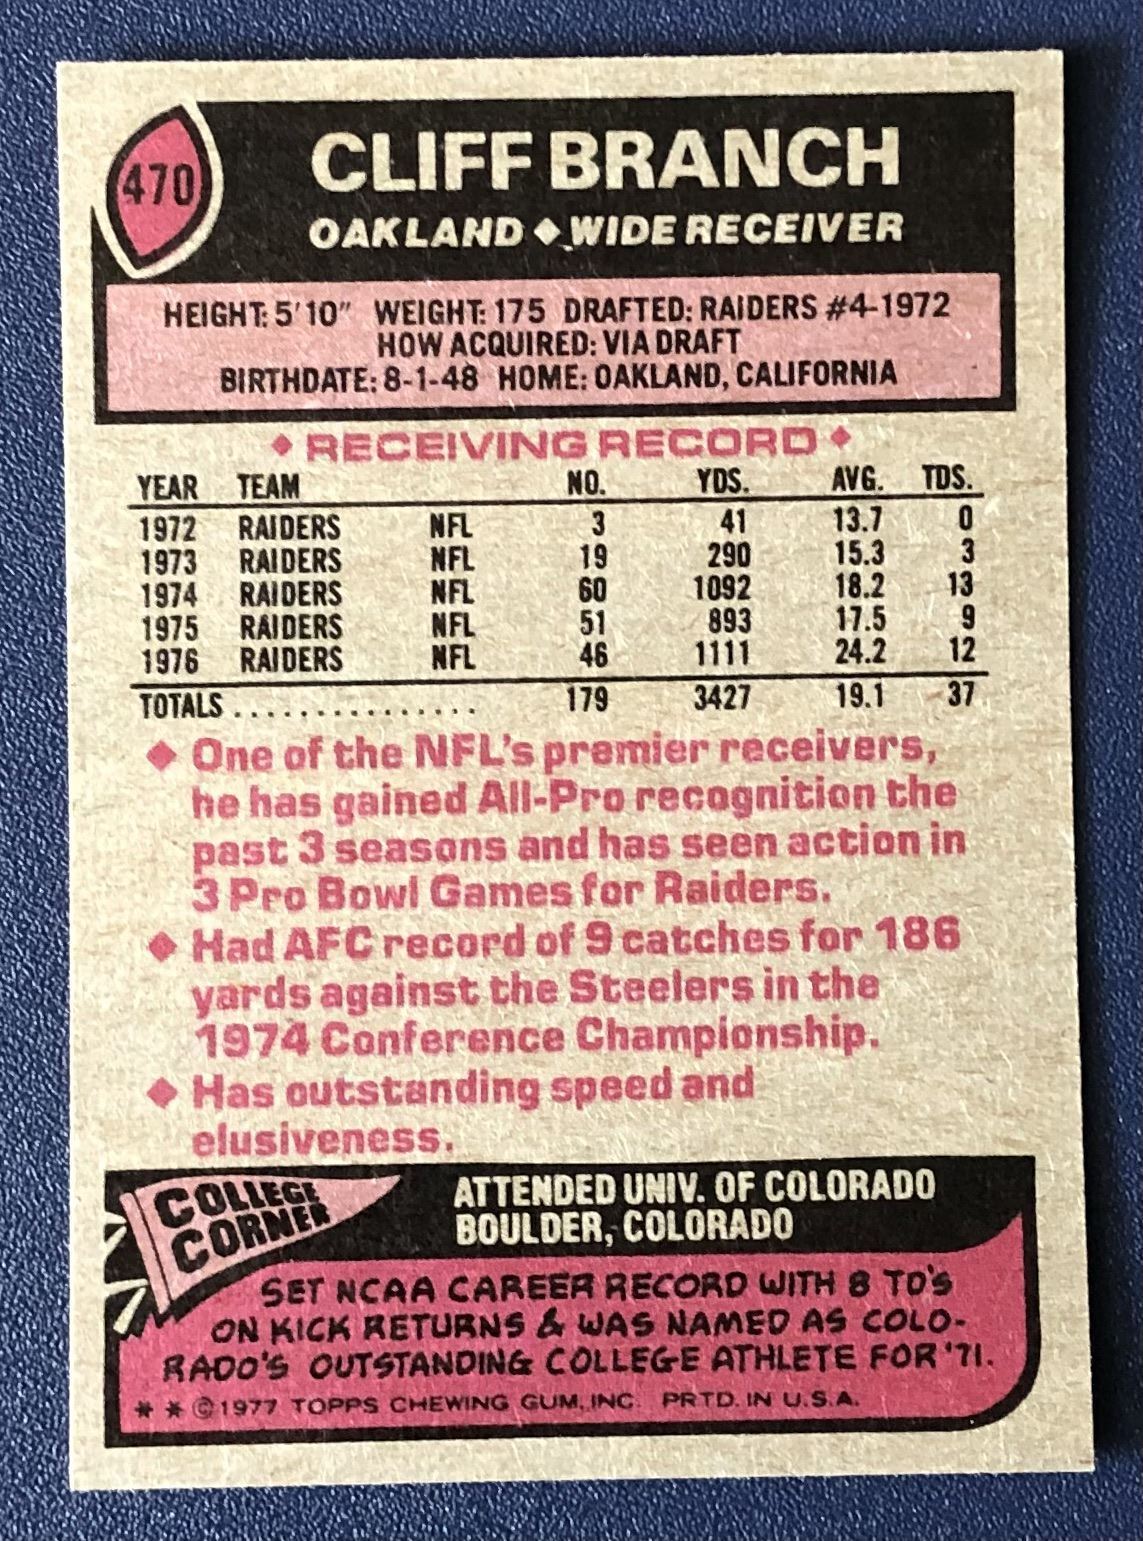 470
CLIFF BRANCH
OAKLAND ◆ WIDE RECEIVER
HEIGHT: 5'10" WEIGHT: 175 DRAFTED: RAIDERS #4-1972
HOW ACQUIRED: VIA DRAFT
BIRTHDATE: 8-1-48 HOME: OAKLAND, CALIFORNIA
◆ RECEIVING RECORD ◆
YEAR TEAM NO. YDS. AVG. TDS.
1972 RAIDERS NFL 3 41 13.7 0
1973 RAIDERS NFL 19 290 15.3 3
1974 RAIDERS NFL 60 1092 18.2 13
1975 RAIDERS NFL 51 893 17.5 9
1976 RAIDERS NFL 46 1111 24.2 12
TOTALS ............... 179 3427 19.1 37
◆ One of the NFL's premier receivers,
he has gained All-Pro recognition the
past 3 seasons and has seen action in
3 Pro Bowl Games for Raiders.
◆ Had AFC record of 9 catches for 186
yards against the Steelers in the
1974 Conference Championship.
◆ Has outstanding speed and
elusiveness.
COLLEGE
CORNER
ATTENDED UNIV. OF COLORADO
BOULDER, COLORADO
SET NCAA CAREER RECORD WITH 8 TD'S
ON KICK RETURNS & WAS NAMED AS COLO-
RADO'S OUTSTANDING COLLEGE ATHLETE FOR '71.
* * ©1977 TOPPS CHEWING GUM, INC. PRTD. IN U.S.A.